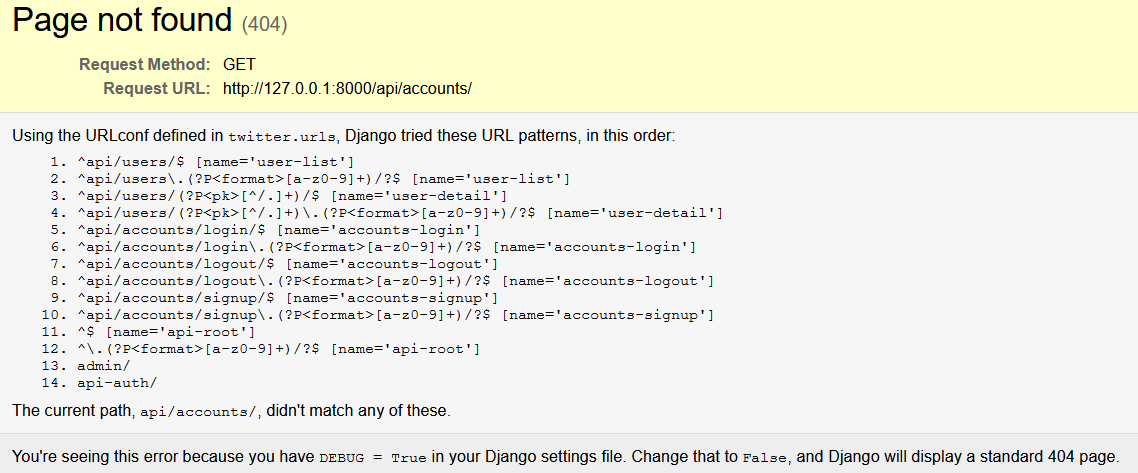 Page not found (404)
Request Method: GET
Request URL: http://127.0.0.1:8000/api/accounts/
Using the URLconf defined in twitter.urls, Django tried these URL patterns, in this order:
1. ^api/users/$ [name='user-list']
2. ^api/users\.(?P<format>[a-z0-9]+)/?$ [name='user-list']
3. ^api/users/(?P<pk>[^/.]+)/$ [name='user-detail']
4. ^api/users/(?P<pk>[^/.]+)\.(?P<format>[a-z0-9]+)/?$ [name='user-detail']
5. ^api/accounts/login/$ [name='accounts-login']
6. ^api/accounts/login\.(?P<format>[a-z0-9]+)/?$ [name='accounts-login']
7. ^api/accounts/logout/$ [name='accounts-logout']
8. ^api/accounts/logout\.(?P<format>[a-z0-9]+)/?$ [name='accounts-logout']
9. ^api/accounts/signup/$ [name='accounts-signup']
10. ^api/accounts/signup\.(?P<format>[a-z0-9]+)/?$ [name='accounts-signup']
11. ^$ [name='api-root']
12. ^\.(?P<format>[a-z0-9]+)/?$ [name='api-root']
13. admin/
14. api-auth/
The current path, api/accounts/, didn't match any of these.
You're seeing this error because you have DEBUG = True in your Django settings file. Change that to False, and Django will display a standard 404 page.